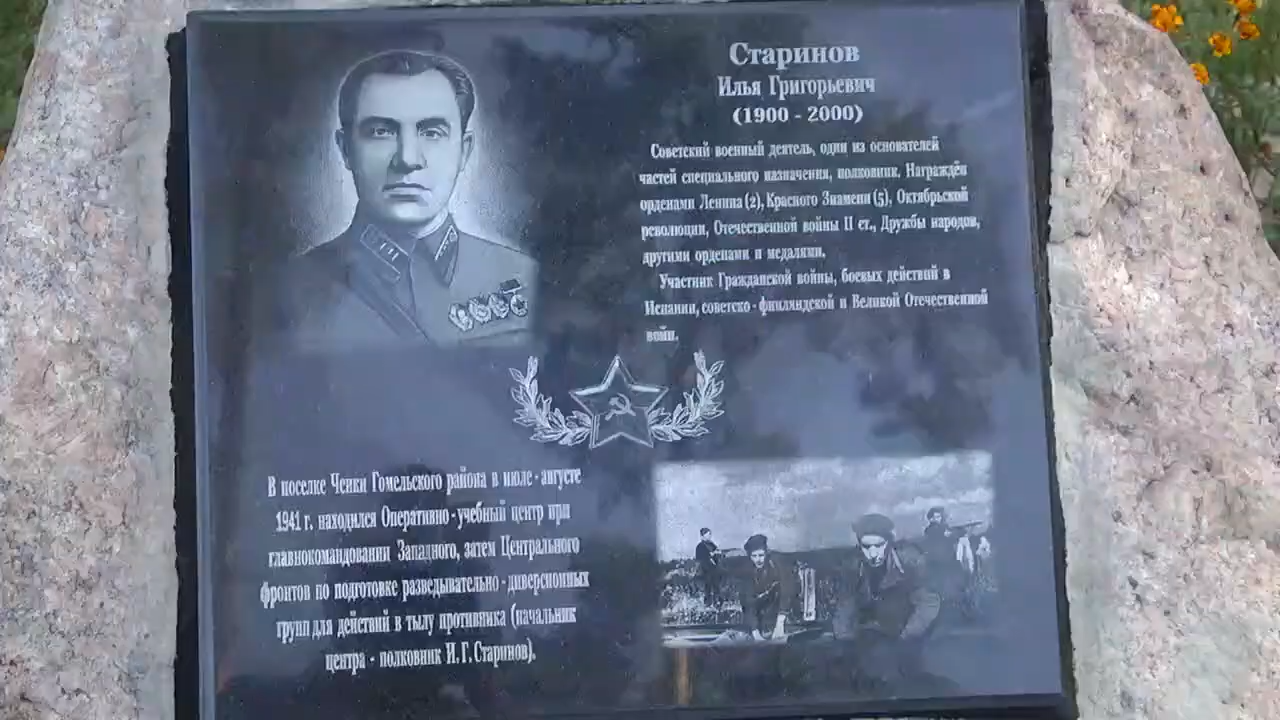 Старинов
Илья Григорьевич
(1900 - 2000)
Советский военный деятель, один из основателей
частей специального назначения, полковник. Награждён
орденами Ленина (2), Красного Знамени (5), Октябрьской
революции, Отечественной войны II ст., Дружбы народов,
другими орденами и медалями.
Участник Гражданской войны, боевых действий в
Испании, советско - финляндской и Великой Отечественной
войн.
В поселке Ченки Гомельского района в июле - августе
1941 г. находился Оперативно - учебный центр при
главнокомандовании Западного, затем Центрального
фронтов по подготовке разведывательно - диверсионных
групп для действий в тылу противника (начальник
центра - полковник И. Г. Старинов).